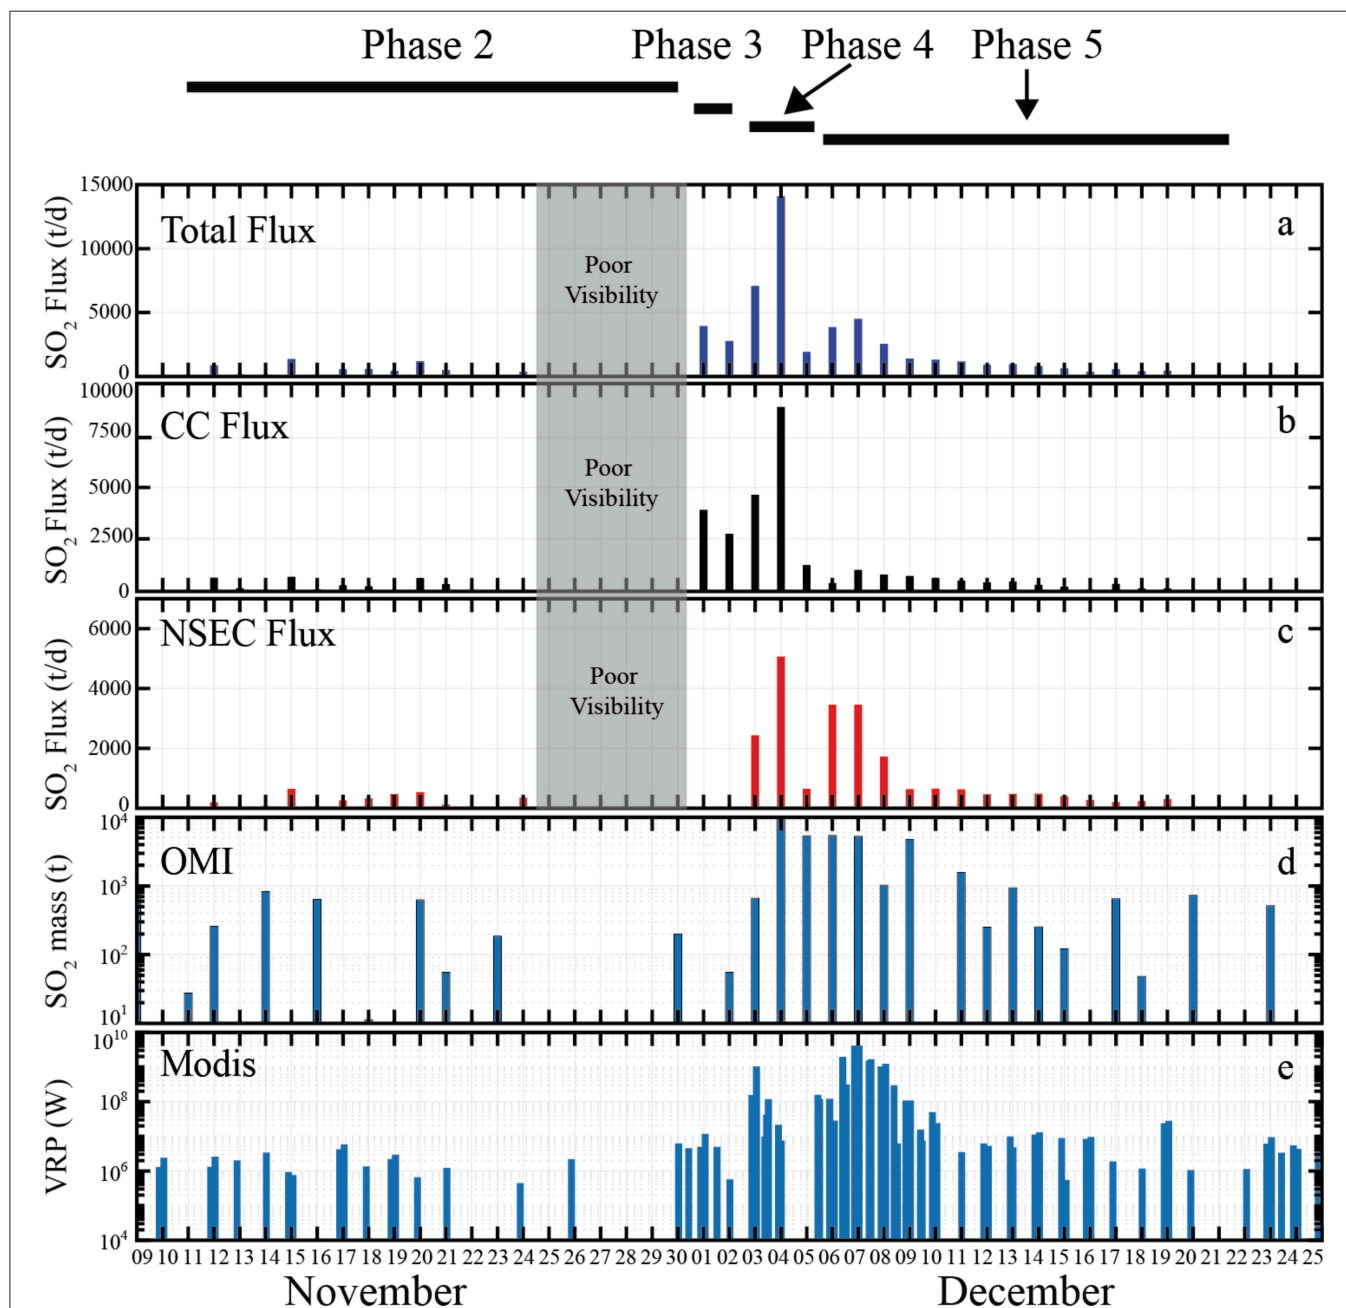 Phase 2 Phase 3 Phase 4 Phase 5
SO2 Flux (t/d)
15000
10000
5000
0
Total Flux
Poor
Visibility
a
SO2 Flux (t/d)
10000
7500
5000
2500
0
CC Flux
Poor
Visibility
b
SO2 Flux (t/d)
6000
4000
2000
0
NSEC Flux
Poor
Visibility
c
SO2 mass (t)
10^4
10^3
10^2
10^1
OMI
d
VRP (W)
10^10
10^8
10^6
10^4
Modis
e
09 10 11 12 13 14 15 16 17 18 19 20 21 22 23 24 25 26 27 28 29 30 01 02 03 04 05 06 07 08 09 10 11 12 13 14 15 16 17 18 19 20 21 22 23 24 25
November December